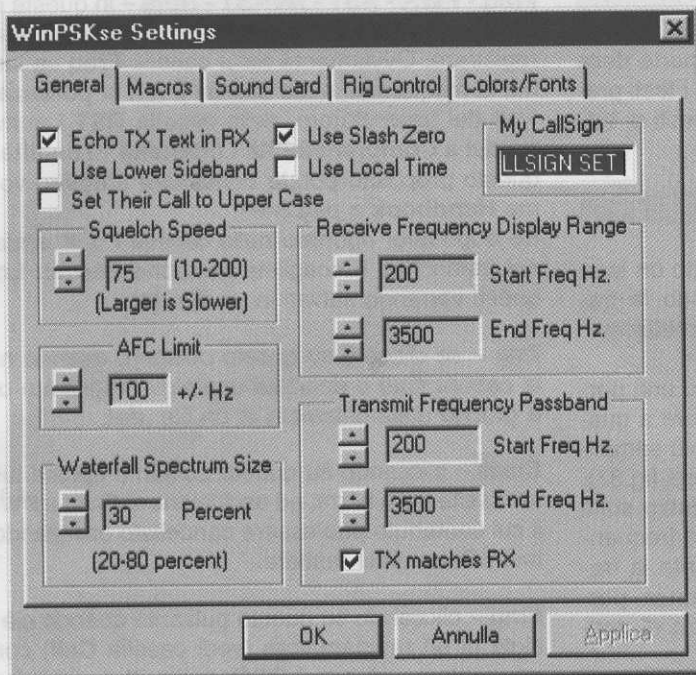 WinPSKse Settings
General Macros Sound Card Rig Control Colors/Fonts
Echo TX Text in RX
Use Slash Zero
Use Lower Sideband
Use Local Time
Set Their Call to Upper Case
My CallSign
LLSIGN SET
Squelch Speed
75 (10-200)
(Larger is Slower)
AFC Limit
100 +/- Hz
Waterfall Spectrum Size
30 Percent
(20-80 percent)
Receive Frequency Display Range
200 Start Freq Hz.
3500 End Freq Hz.
Transmit Frequency Passband
200 Start Freq Hz.
3500 End Freq Hz.
TX matches RX
OK Annulla Applica